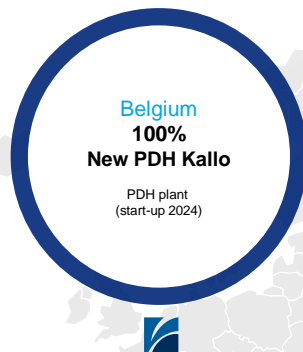 Belgium
100%
New PDH Kallo
PDH plant
(start-up 2024)